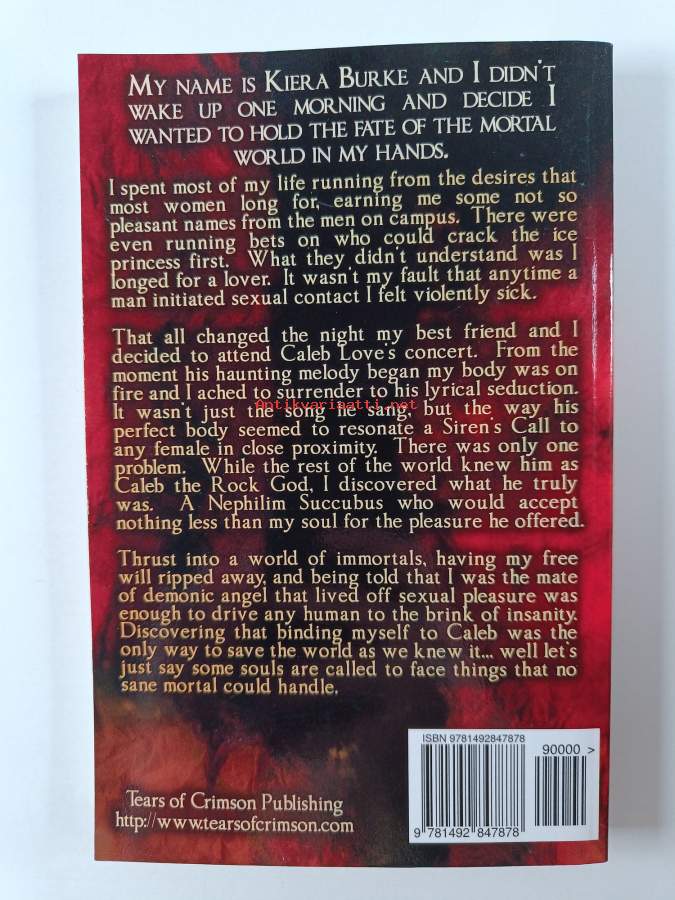 MY NAME IS KIERA BURKE AND I DIDN'T
WAKE UP ONE MORNING AND DECIDE I
WANTED TO HOLD THE FATE OF THE MORTAL
WORLD IN MY HANDS.
I spent most of my life running from the desires that
most women long for, earning me some not so
pleasant names from the men on campus. There were
even running bets on who could crack the ice
princess first. What they didn't understand was I
longed for a lover. It wasn't my fault that anytime a
man initiated sexual contact I felt violently sick.
That all changed the night my best friend and I
decided to attend Caleb Love's concert. From the
moment his haunting melody began my body was on
fire and I ached to surrender to his lyrical seduction.
Antikvariaatti.net
It wasn't just the song he sang, but the way his
perfect body seemed to resonate a Siren's Call to
any female in close proximity. There was only one
problem. While the rest of the world knew him as
Caleb the Rock God, I discovered what he truly
was. A Nephilim Succubus who would accept
nothing less than my soul for the pleasure he offered.
Thrust into a world of immortals, having my free
will ripped away, and being told that I was the mate
of demonic angel that lived off sexual pleasure was
enough to drive any human to the brink of insanity.
Discovering that binding myself to Caleb was the
only way to save the world as we knew it... well let's
just say some souls are called to face things that no
sane mortal could handle.
ISBN 9781492847878
90000 >
9 781492 847878
Tears of Crimson Publishing
http://www.tearsofcrimson.com